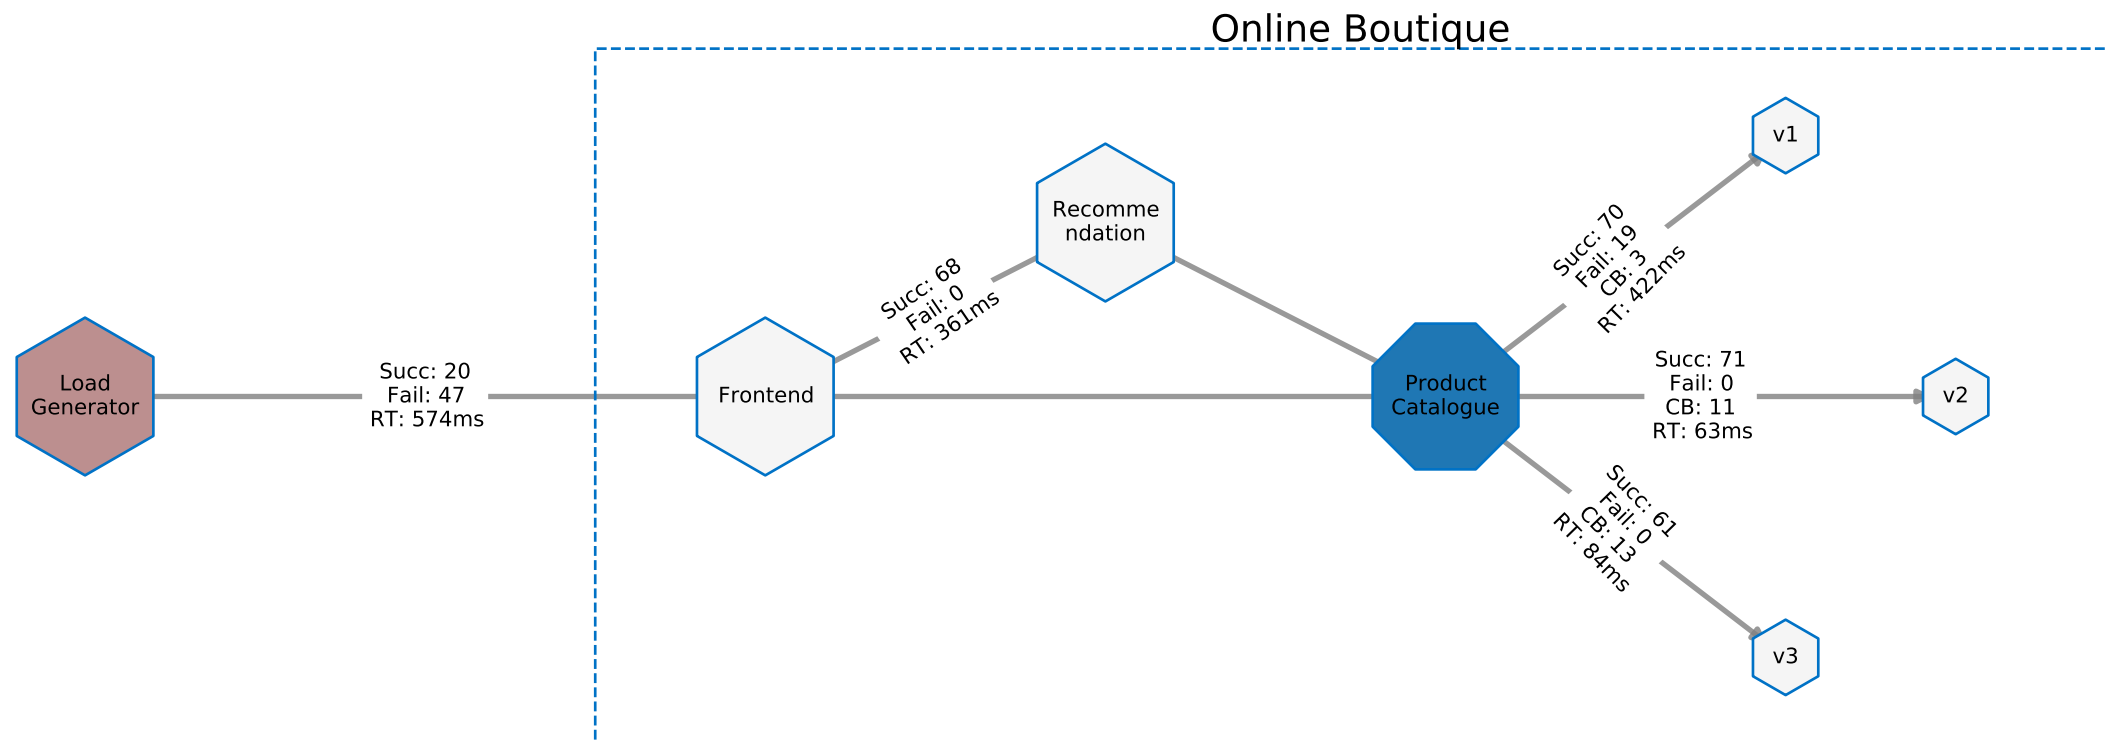 Online Boutique
Load
Generator
Succ: 20
Fail: 47
RT: 574ms
Frontend
Succ: 68
Fail: 0
RT: 361ms
Recomme
ndation
Product
Catalogue
Succ: 70
Fail: 19
CB: 3
RT: 422ms
v1
Succ: 71
Fail: 0
CB: 11
RT: 63ms
v2
Succ: 61
Fail: 0
CB: 13
RT: 84ms
v3